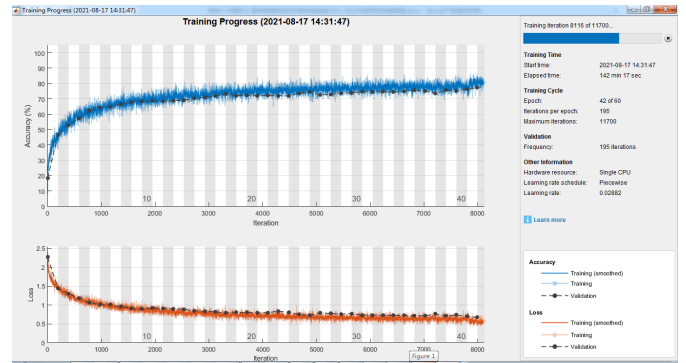 Training Progress (2021-08-17 14:31:47)
Training Progress (2021-08-17 14:31:47)
100
90
80
70
60
50
40
30
20
10
0
Accuracy (%)
10
20
30
40
0
1000
2000
3000
4000
5000
6000
7000
8000
Iteration
2.5
2
1.5
1
0.5
0
Loss
10
20
30
40
0
1000
2000
3000
4000
5000
6000
7000
8000
Iteration
Figure 1
Training iteration 8116 of 11700...
Training Time
Start time: 2021-08-17 14:31:47
Elapsed time: 142 min 17 sec
Training Cycle
Epoch: 42 of 60
Iterations per epoch: 195
Maximum iterations: 11700
Validation
Frequency: 195 iterations
Other Information
Hardware resource: Single CPU
Learning rate schedule: Piecewise
Learning rate: 0.02882
Learn more
Accuracy
Training (smoothed)
Training
Validation
Loss
Training (smoothed)
Training
Validation